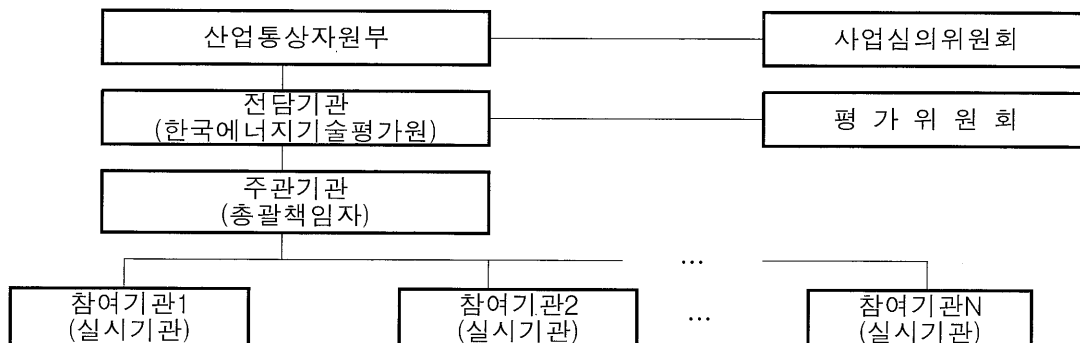 산업통상자원부
사업심의위원회
전담기관
(한국에너지기술평가원)
평 가 위 원 회
주관기관
(총괄책임자)
...
참여기관1
(실시기관)
참여기관2
(실시기관)
...
참여기관N
(실시기관)